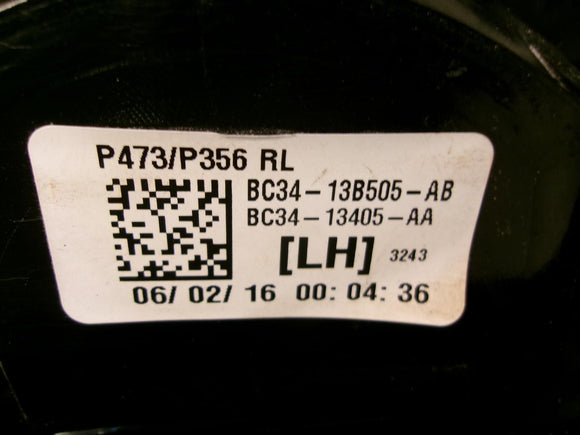 P473/P356 RL
BC34-13B505-AB
BC34-13405-AA
[LH] 3243
06/ 02/ 16 00: 04: 36